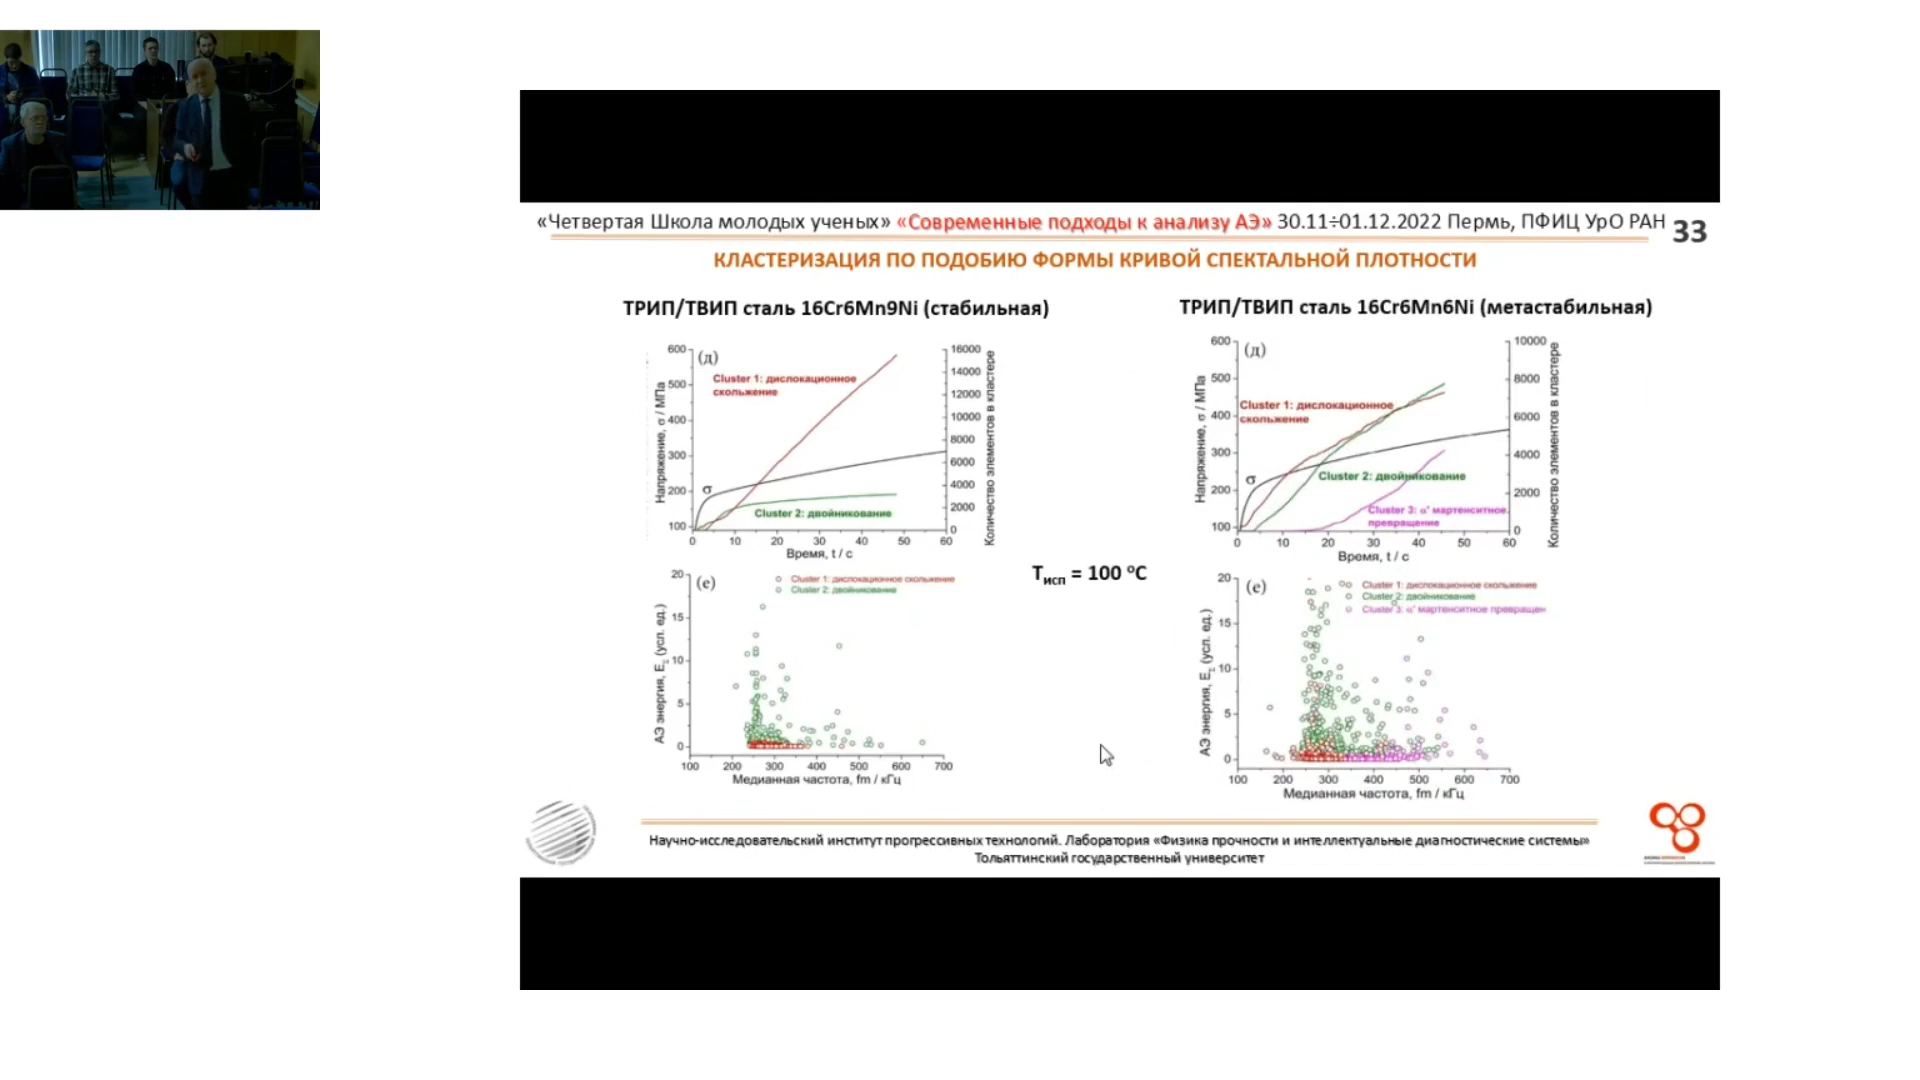 «Четвертая Школа молодых ученых» «Современные подходы к анализу АЭ» 30.11÷01.12.2022 Пермь, ПФИЦ УрО РАН 33
КЛАСТЕРИЗАЦИЯ ПО ПОДОБИЮ ФОРМЫ КРИВОЙ СПЕКТАЛЬНОЙ ПЛОТНОСТИ
ТРИП/ТВИП сталь 16Cr6Mn9Ni (стабильная)
600 (д) 16000
Cluster 1: дислокационное
скольжение
14000
500
12000
400
10000
8000
300
6000
σ
200
4000
Cluster 2: двойникование
2000
100
0
0 10 20 30 40 50 60
Время, t / с
Напряжение, σ / МПа
Количество элементов в кластере
20 (е)
Cluster 1: дислокационное скольжение
Cluster 2: двойникование
15
10
5
0
100 200 300 400 500 600 700
Медианная частота, fm / кГц
АЭ энергия, E_Σ (усл. ед.)
Tисп = 100 °C
ТРИП/ТВИП сталь 16Cr6Mn6Ni (метастабильная)
600 (д) 10000
500
8000
Cluster 1: дислокационное
скольжение
400
6000
300
4000
Cluster 2: двойникование
σ
200
2000
Cluster 3: α' мартенситное
превращение
100
0
0 10 20 30 40 50 60
Время, t / с
Напряжение, σ / МПа
Количество элементов в кластере
20 (е)
Cluster 1: дислокационное скольжение
Cluster 2: двойникование
Cluster 3: α' мартенситное превращен
15
10
5
0
100 200 300 400 500 600 700
Медианная частота, fm / кГц
АЭ энергия, E_Σ (усл. ед.)
Научно-исследовательский институт прогрессивных технологий. Лаборатория «Физика прочности и интеллектуальные диагностические системы»
Тольяттинский государственный университет